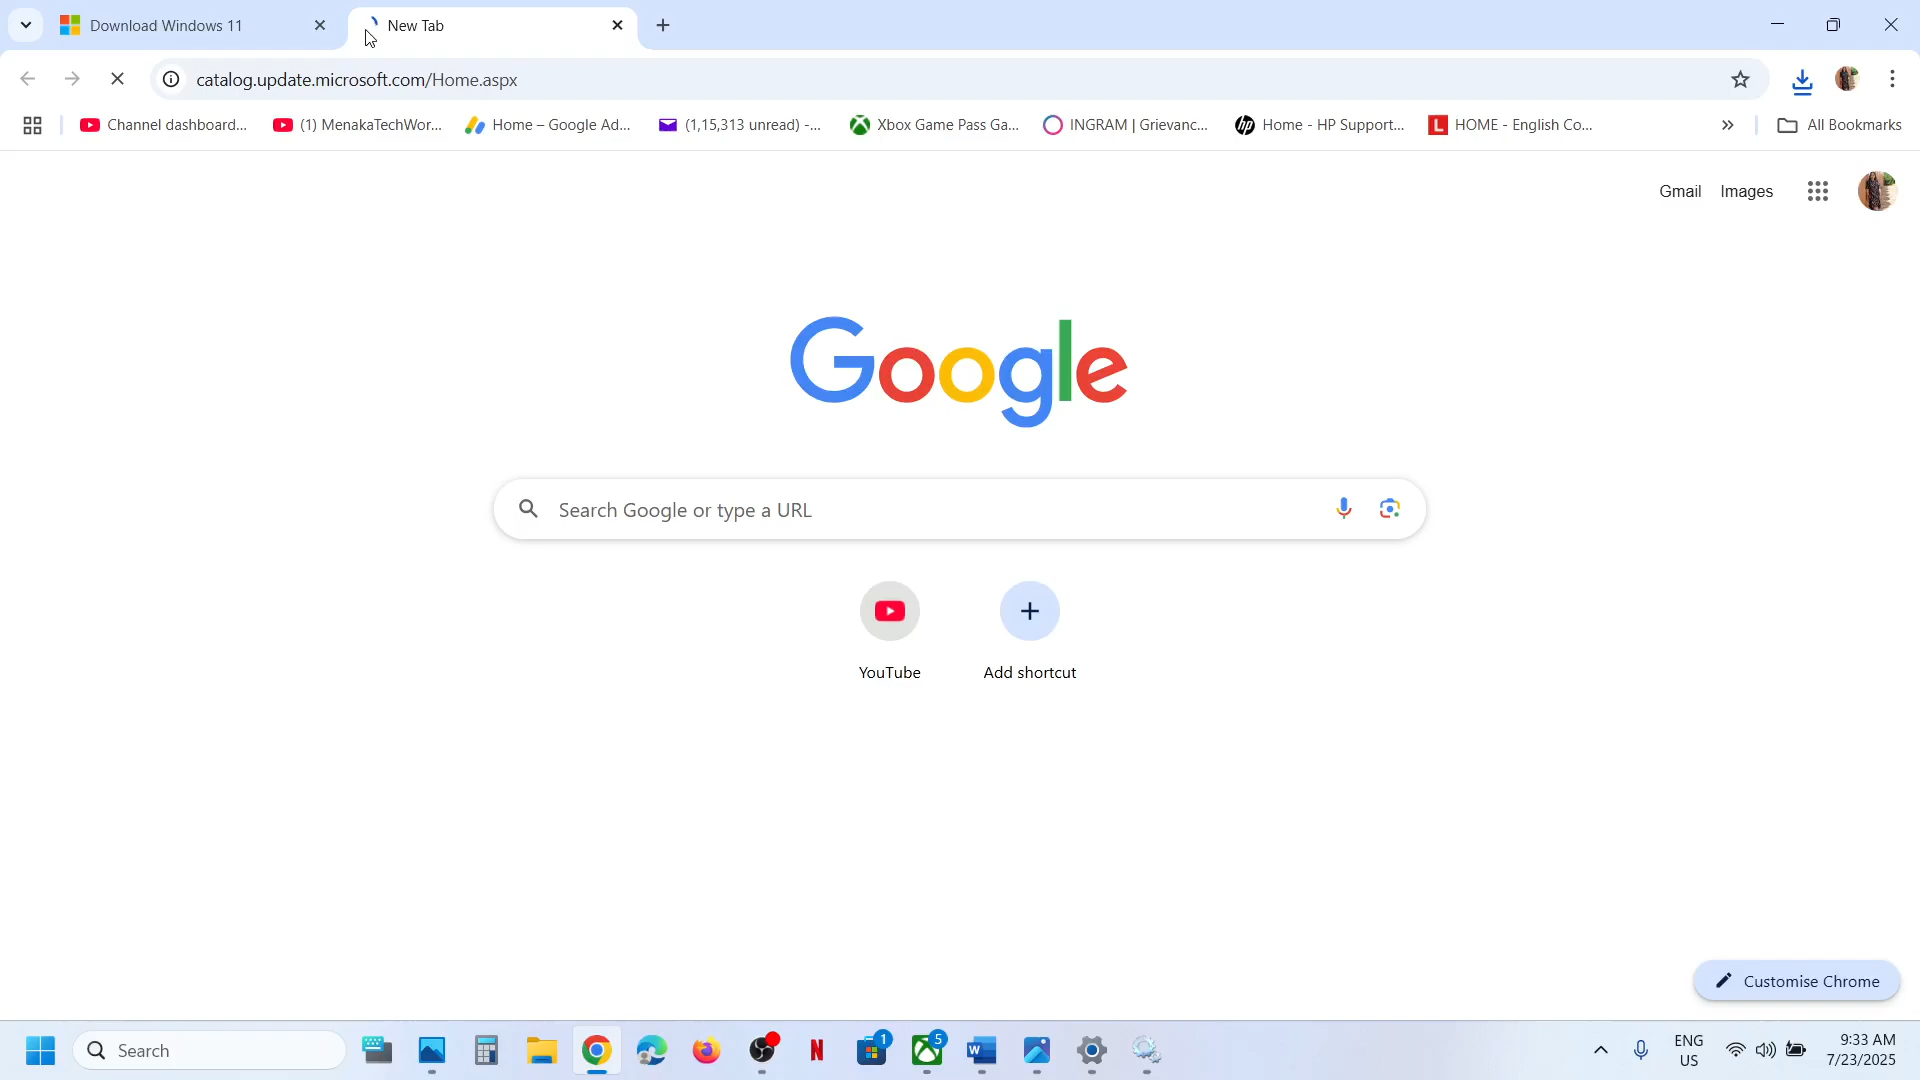 Download Windows 11
New Tab
catalog.update.microsoft.com/Home.aspx
Channel dashboard...
(1) MenakaTechWor...
Home – Google Ad...
(1,15,313 unread) -...
Xbox Game Pass Ga...
INGRAM | Grievanc...
Home - HP Support...
HOME - English Co...
All Bookmarks
Gmail
Images
Google
Search Google or type a URL
YouTube
Add shortcut
Customise Chrome
Search
1
5
ENG
US
9:33 AM
7/23/2025